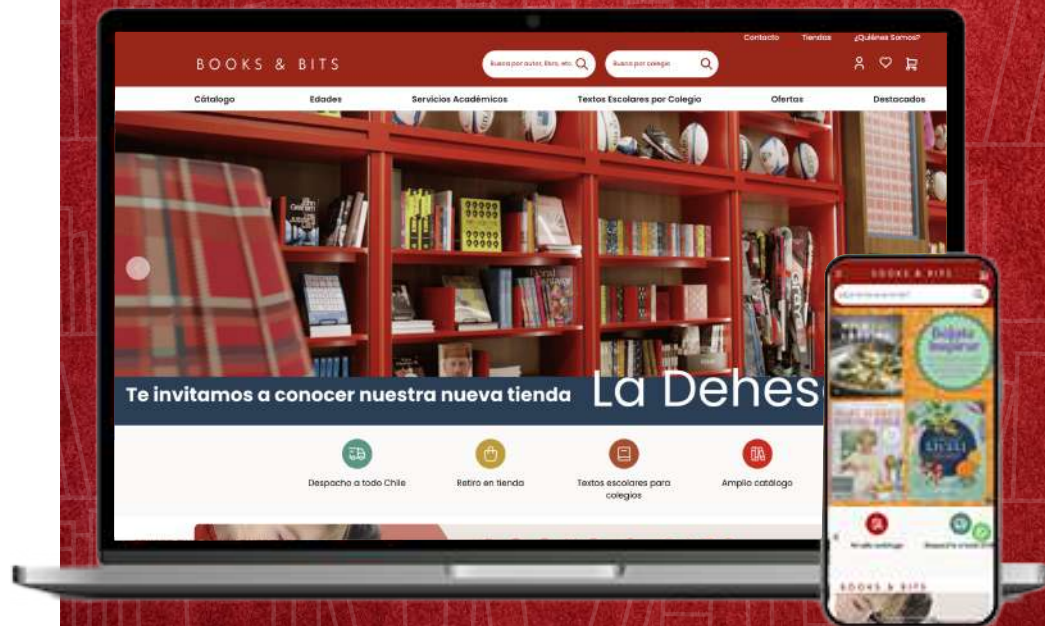 Contacto Tiendas ¿Quiénes Somos?
BOOKS & BITS
Busca por autor, libro, etc.
Busca por colegio
Cátalogo Edades Servicios Académicos Textos Escolares por Colegio Ofertas Destacados
Te invitamos a conocer nuestra nueva tienda La Dehes
Despacho a todo Chile
Retiro en tienda
Textos escolares para
colegios
Amplio catálogo
BOOKS & BITS
BOOKS & BITS